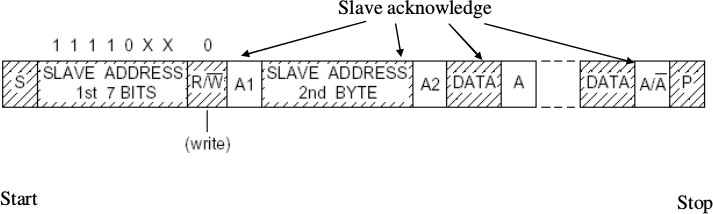 Slave acknowledge
1 1 1 1 0 X X 0
S SLAVE ADDRESS 1st 7 BITS R/W̅ A1 SLAVE ADDRESS 2nd BYTE A2 DATA A DATA A/A̅ P
(write)
Start
Stop